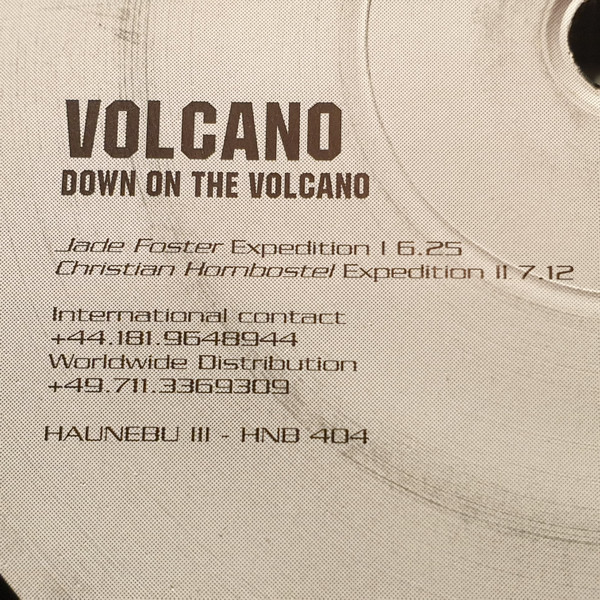 VOLCANO
DOWN ON THE VOLCANO
Jade Foster Expedition I 6.25
Christian Hornbostel Expedition II 7.12
International contact
+44.181.9648944
Worldwide Distribution
+49.711.3369309
HAUNEBU III - HNB 404